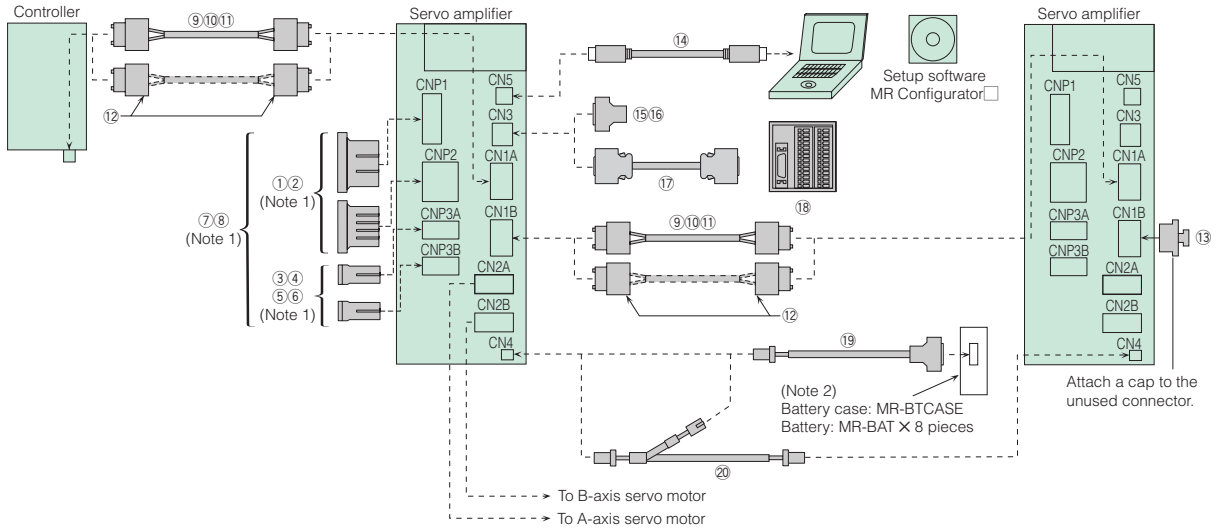 Controller
⑨⑩⑪
⑫
Servo amplifier
CNP1
CNP2
CNP3A
CNP3B
CN5
CN3
CN1A
CN1B
CN2A
CN2B
CN4
①②
(Note 1)
⑦⑧
(Note 1)
③④
⑤⑥
(Note 1)
⑭
Setup software
MR Configurator□
⑮⑯
⑰
⑱
⑨⑩⑪
⑫
⑲
(Note 2)
Battery case: MR-BTCASE
Battery: MR-BAT × 8 pieces
⑳
To B-axis servo motor
To A-axis servo motor
Servo amplifier
CNP1
CNP2
CNP3A
CNP3B
CN5
CN3
CN1A
CN1B
CN2A
CN2B
CN4
⑬
Attach a cap to the
unused connector.